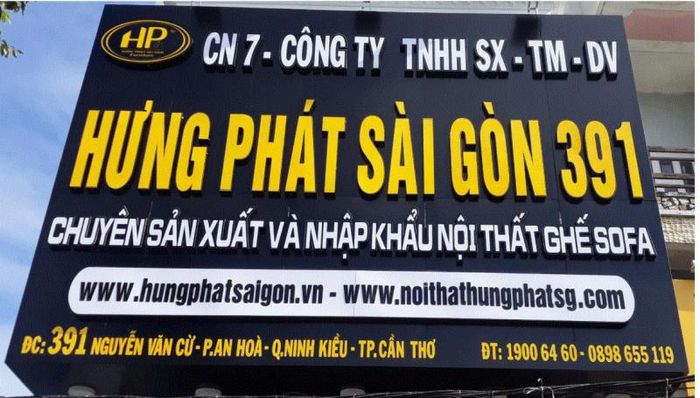 HP
CN 7 - CÔNG TY TNHH SX - TM - DV
HƯNG PHÁT SÀI GÒN 391
CHUYÊN SẢN XUẤT VÀ NHẬP KHẨU NỘI THẤT GHẾ SOFA
www.hungphatsaigon.vn - www.noithathungphatsg.com
ĐC: 391 NGUYỄN VĂN CỪ - P.AN HOÀ - Q.NINH KIỀU - TP.CẦN THƠ ĐT: 1900 64 60 - 0898 655 119